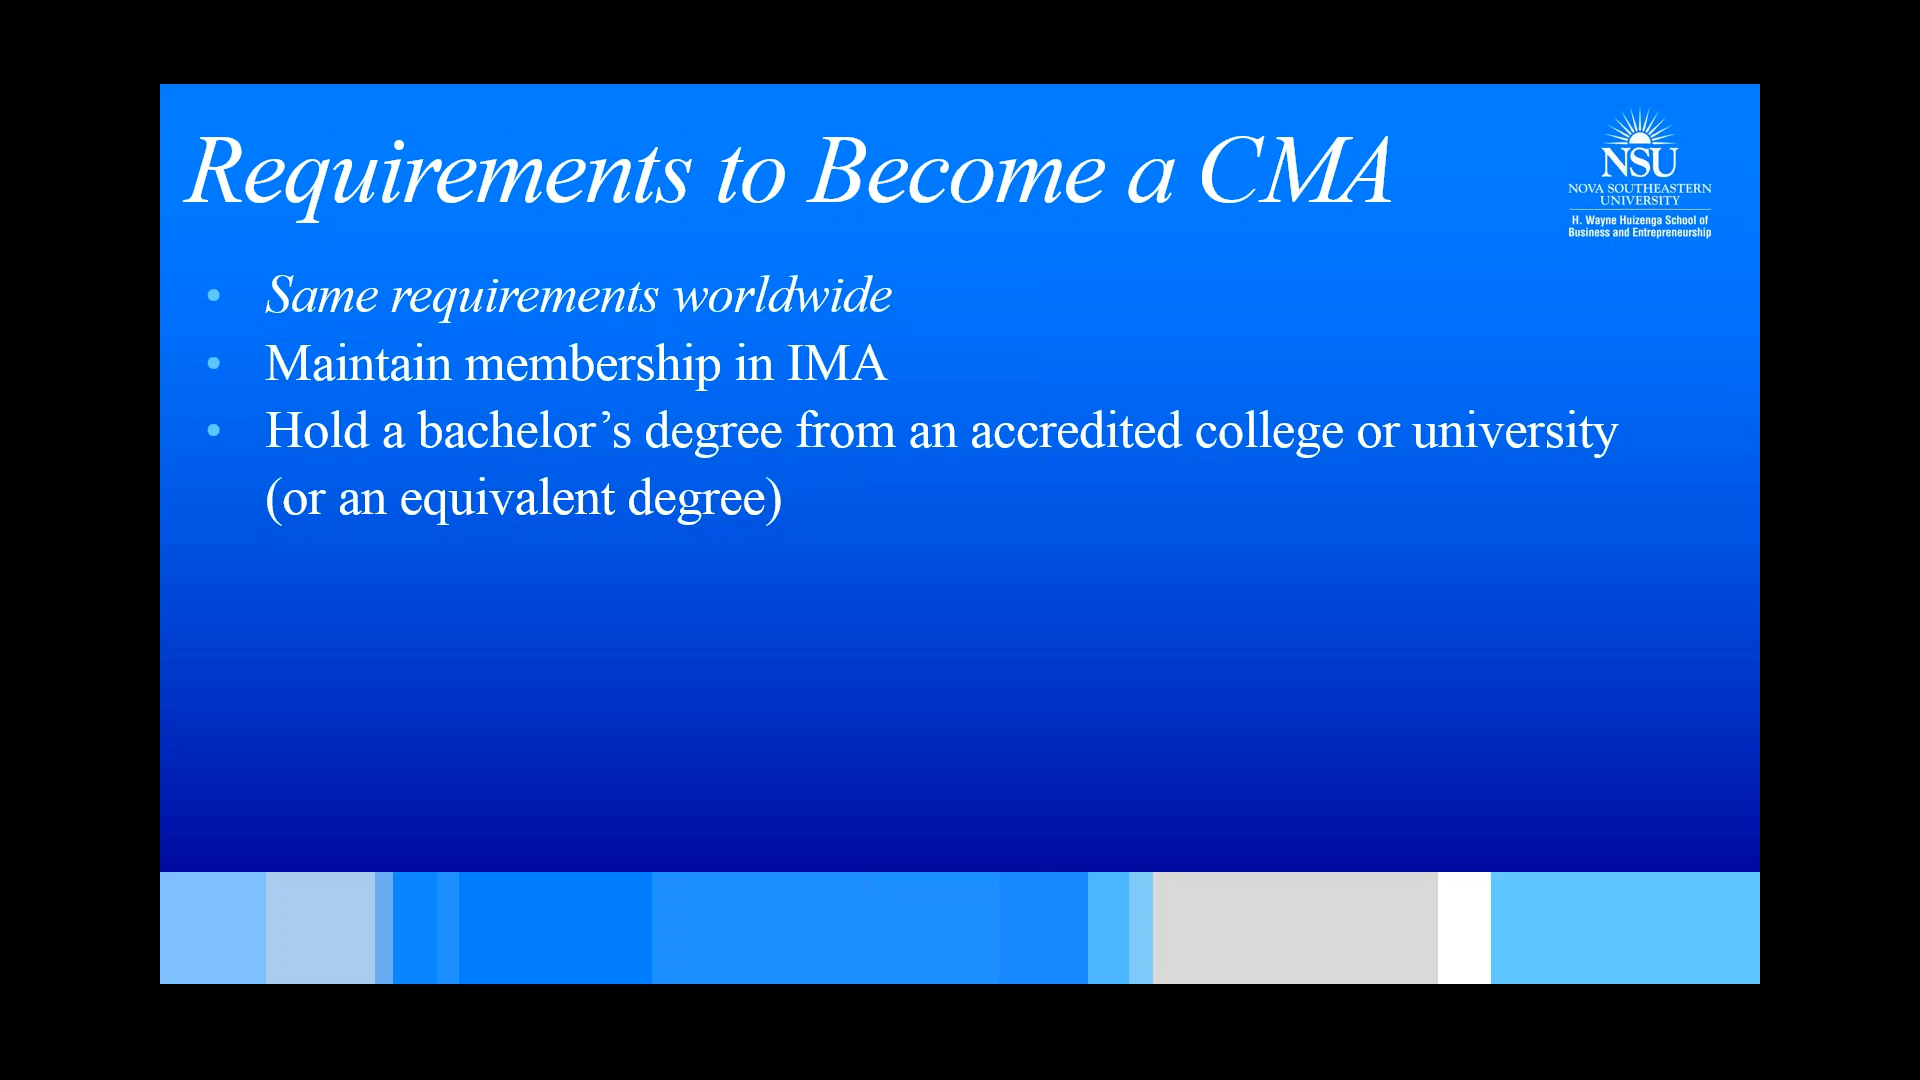 Requirements to Become a CMA
NSU
NOVA SOUTHEASTERN
UNIVERSITY
H. Wayne Huizenga School of
Business and Entrepreneurship
• Same requirements worldwide
• Maintain membership in IMA
• Hold a bachelor’s degree from an accredited college or university
(or an equivalent degree)